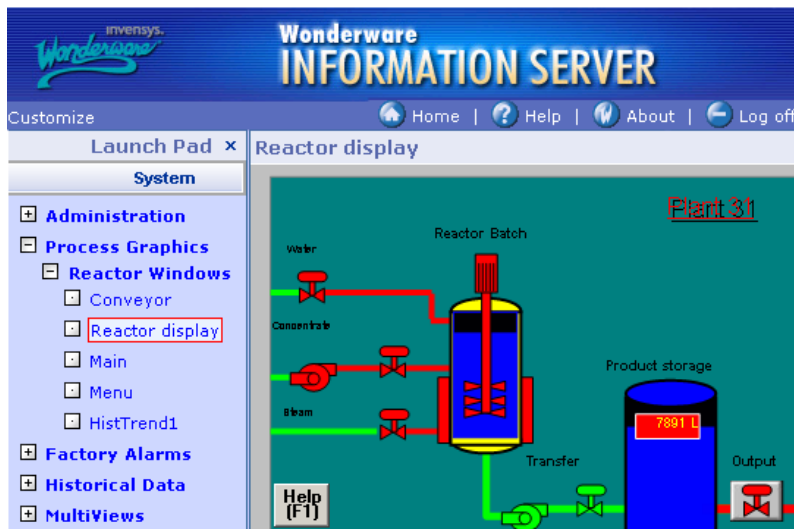 invensys.
Wonderware
Wonderware
INFORMATION SERVER
Customize
Home | Help | About | Log off
Launch Pad ×
Reactor display
System
Administration
Process Graphics
Reactor Windows
Conveyor
Reactor display
Main
Menu
HistTrend1
Factory Alarms
Historical Data
MultiViews
Plant 31
Reactor Batch
Water
Concentrate
Steam
Product storage
7891 L
Transfer
Output
Help
(F1)